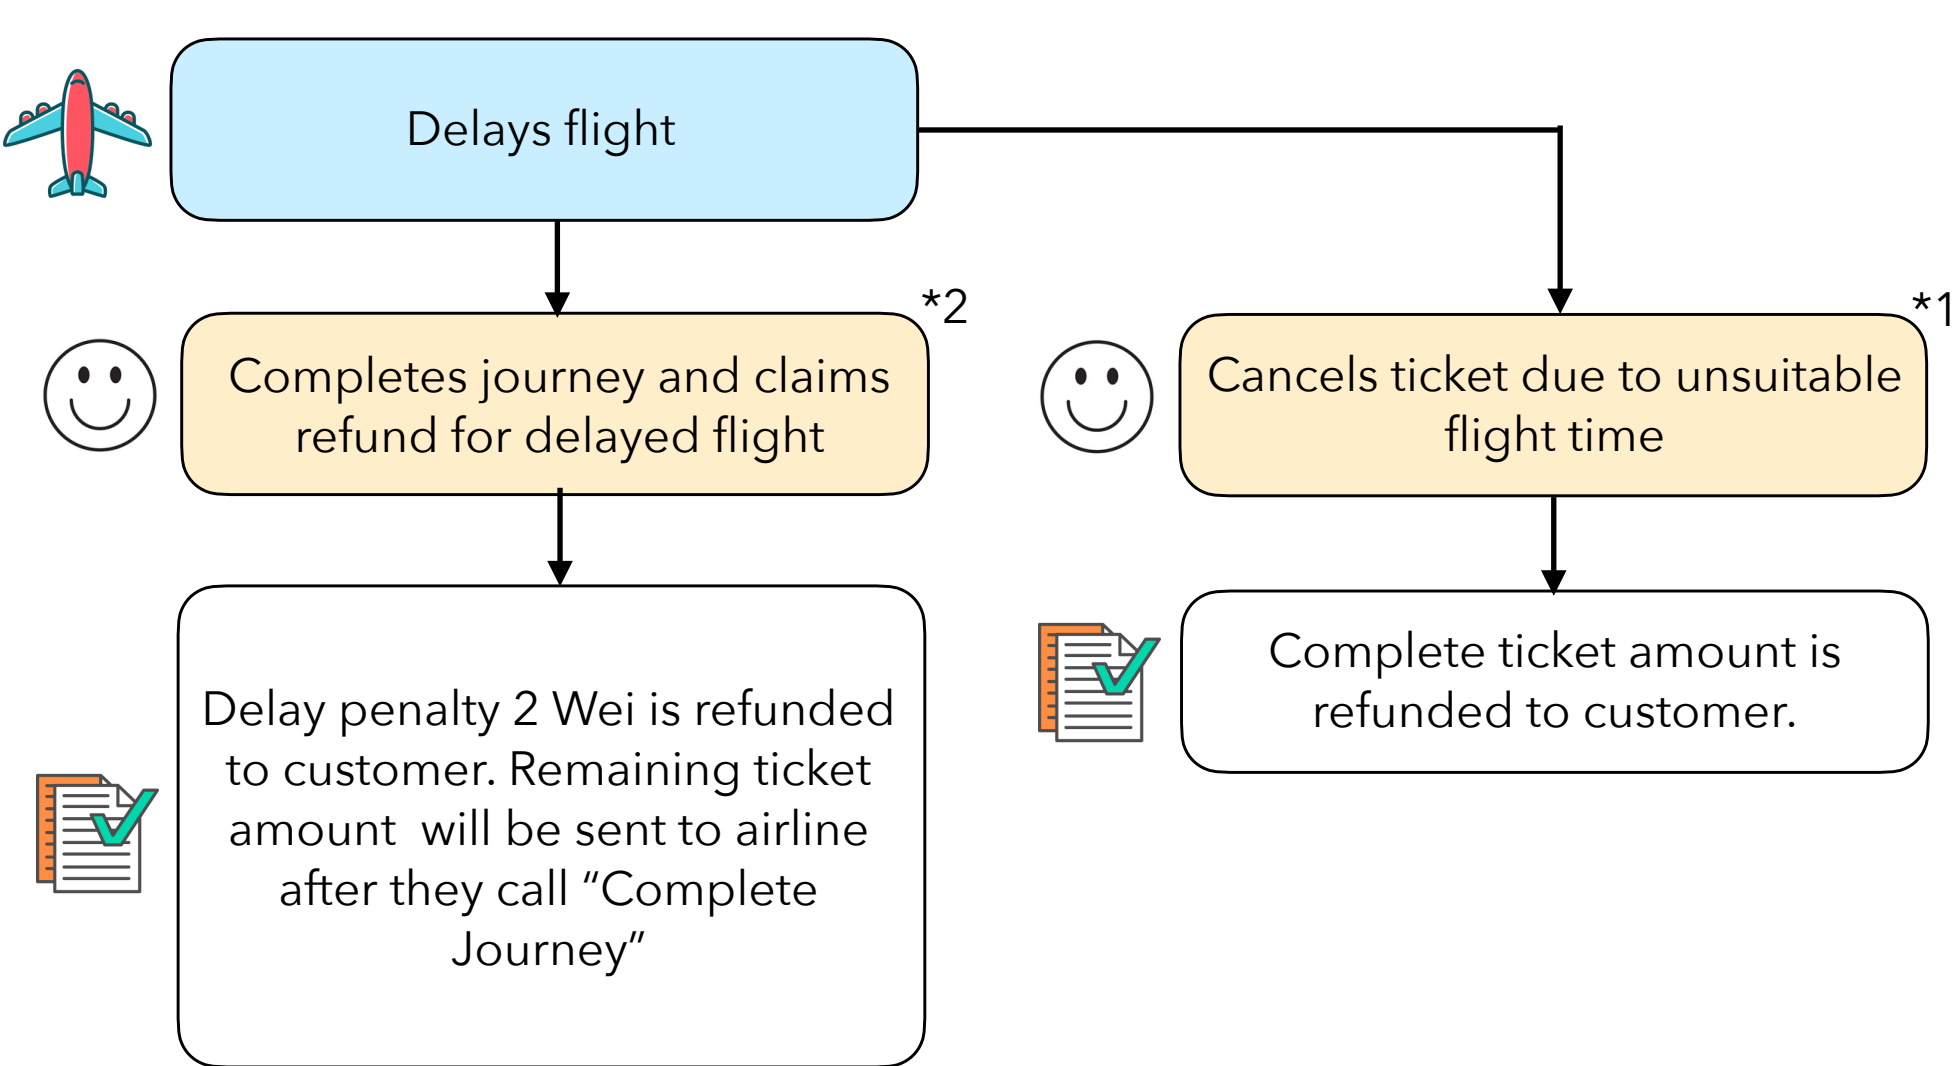 Delays flight
*2
Completes journey and claims
refund for delayed flight
Delay penalty 2 Wei is refunded
to customer. Remaining ticket
amount  will be sent to airline
after they call “Complete
Journey”
*1
Cancels ticket due to unsuitable
flight time
Complete ticket amount is
refunded to customer.